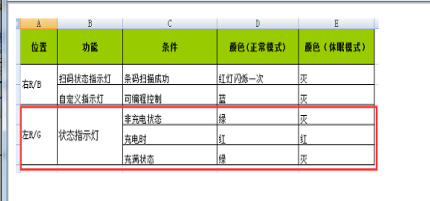 A B C D E
位置 功能 条件 颜色(正常模式) 颜色（休眠模式）
右R/B 扫码状态指示灯 条码扫描成功 红灯闪烁一次 灭
自定义指示灯 可编程控制 蓝 灭
左R/G 状态指示灯 非充电状态 绿 灭
充电时 红 红
充满状态 绿 灭